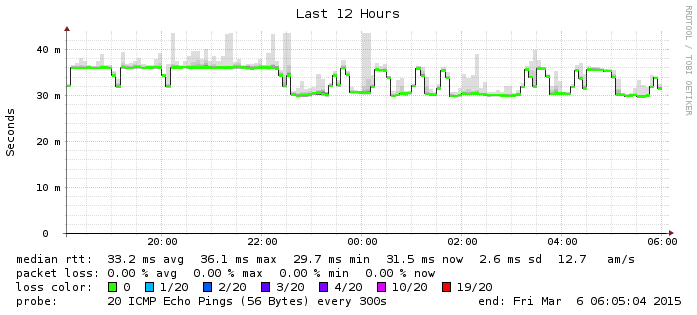 Last 12 Hours
RRDTOOL / TOBI OETIKER
Seconds
40 m
30 m
20 m
10 m
0
20:00 22:00 00:00 02:00 04:00 06:00
median rtt: 33.2 ms avg 36.1 ms max 29.7 ms min 31.5 ms now 2.6 ms sd 12.7 am/s
packet loss: 0.00 % avg 0.00 % max 0.00 % min 0.00 % now
loss color: 0 1/20 2/20 3/20 4/20 10/20 19/20
probe: 20 ICMP Echo Pings (56 Bytes) every 300s end: Fri Mar 6 06:05:04 2015